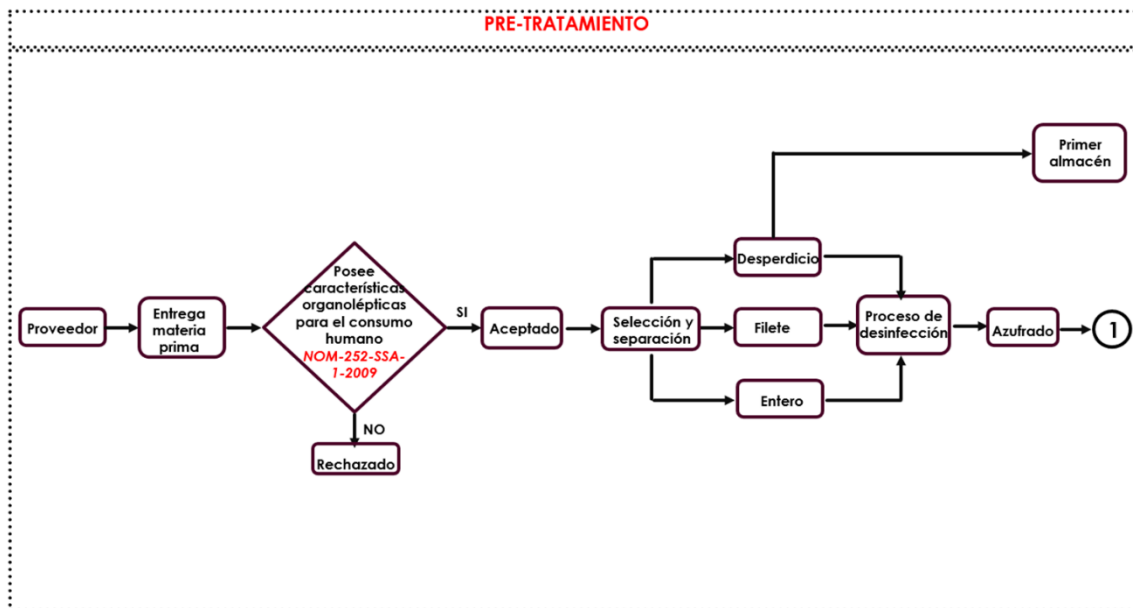 PRE-TRATAMIENTO
Primer
almacén
Posee
características
organolépticas
para el consumo
humano
NOM-252-SSA-
1-2009
Proveedor
Entrega
materia
prima
SI
Aceptado
Selección y
separación
Desperdicio
Filete
Entero
Proceso de
desinfección
Azufrado
1
NO
Rechazado